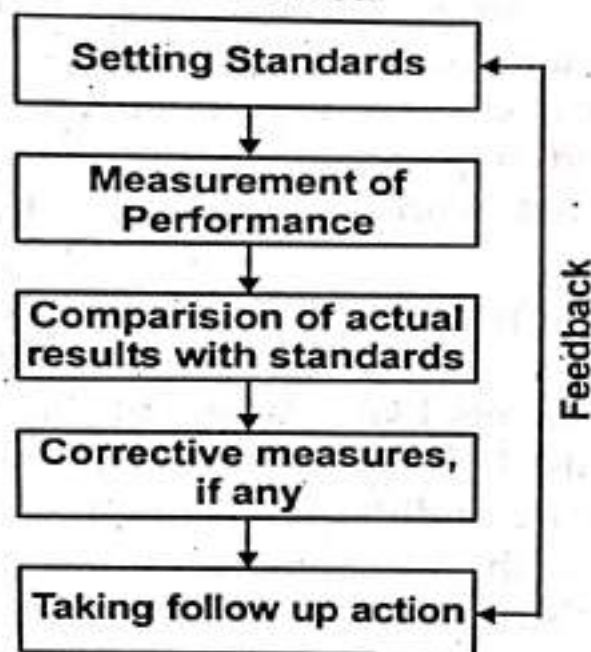 Setting Standards
Measurement of
Performance
Comparision of actual
results with standards
Corrective measures,
if any
Taking follow up action
Feedback